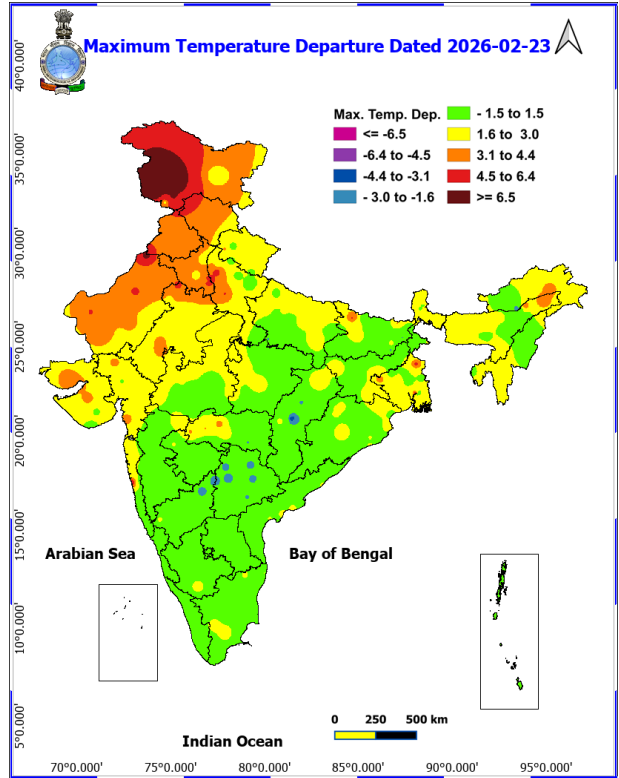 Maximum Temperature Departure Dated 2026-02-23
Max. Temp. Dep.
<= -6.5
-6.4 to -4.5
-4.4 to -3.1
- 3.0 to -1.6
- 1.5 to 1.5
1.6 to 3.0
3.1 to 4.4
4.5 to 6.4
>= 6.5
40°0.000'
35°0.000'
30°0.000'
25°0.000'
20°0.000'
15°0.000'
10°0.000'
5°0.000'
Arabian Sea
Bay of Bengal
Indian Ocean
0 250 500 km
70°0.000' 75°0.000' 80°0.000' 85°0.000' 90°0.000' 95°0.000'